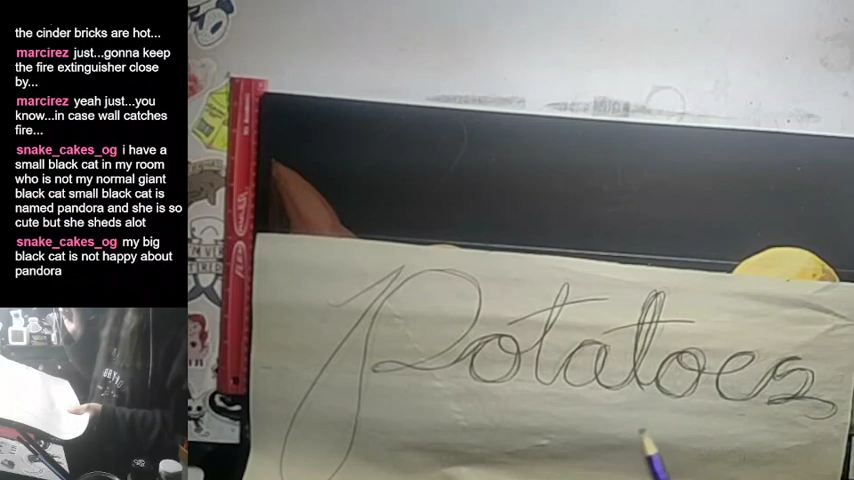 the cinder bricks are hot...
marcirez just...gonna keep
the fire extinguisher close
by...
marcirez yeah just...you
know...in case wall catches
fire...
snake_cakes_og i have a
small black cat in my room
who is not my normal giant
black cat small black cat is
named pandora and she is so
cute but she sheds alot
snake_cakes_og my big
black cat is not happy about
pandora
Potatoes